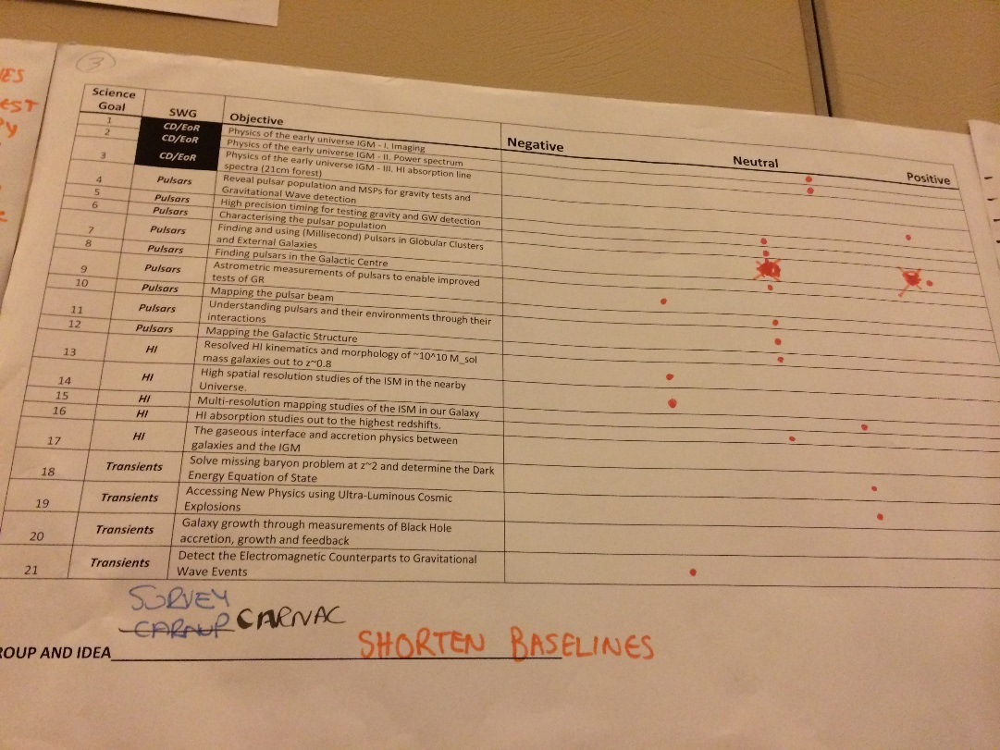 3
IES
EST
PY
Science Goal SWG Objective Negative Neutral Positive
1 CD/EoR Physics of the early universe IGM - I. Imaging
2 CD/EoR Physics of the early universe IGM - II. Power spectrum
3 CD/EoR Physics of the early universe IGM - III. HI absorption line
spectra (21cm forest)
4 Pulsars Reveal pulsar population and MSPs for gravity tests and
Gravitational Wave detection
5 Pulsars High precision timing for testing gravity and GW detection
6 Pulsars Characterising the pulsar population
7 Pulsars Finding and using (Millisecond) Pulsars in Globular Clusters
and External Galaxies
8 Pulsars Finding pulsars in the Galactic Centre
9 Pulsars Astrometric measurements of pulsars to enable improved
tests of GR
10 Pulsars Mapping the pulsar beam
11 Pulsars Understanding pulsars and their environments through their
interactions
12 Pulsars Mapping the Galactic Structure
13 HI Resolved HI kinematics and morphology of ~10^10 M_sol
mass galaxies out to z~0.8
14 HI High spatial resolution studies of the ISM in the nearby
Universe.
15 HI Multi-resolution mapping studies of the ISM in our Galaxy
16 HI HI absorption studies out to the highest redshifts.
17 HI The gaseous interface and accretion physics between
galaxies and the IGM
18 Transients Solve missing baryon problem at z~2 and determine the Dark
Energy Equation of State
19 Transients Accessing New Physics using Ultra-Luminous Cosmic
Explosions
20 Transients Galaxy growth through measurements of Black Hole
accretion, growth and feedback
21 Transients Detect the Electromagnetic Counterparts to Gravitational
Wave Events
SURVEY
CARNAC
ROUP AND IDEA SHORTEN BASELINES